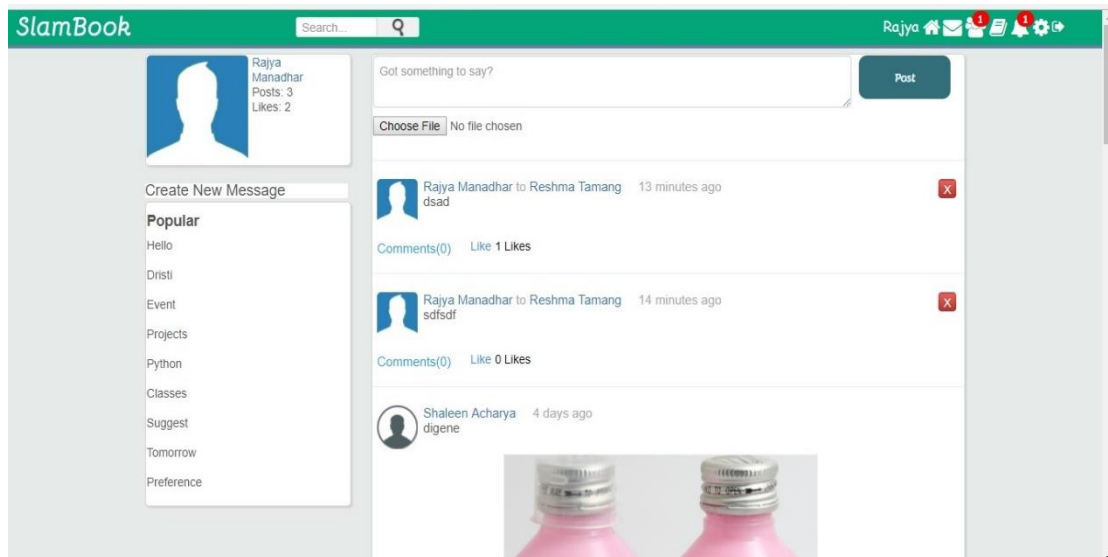 SlamBook
Search...
Rajya
1
1
Rajya
Manadhar
Posts: 3
Likes: 2
Create New Message
Popular
Hello
Dristi
Event
Projects
Python
Classes
Suggest
Tomorrow
Preference
Got something to say?
Post
Choose File No file chosen
Rajya Manadhar to Reshma Tamang 13 minutes ago
X
dsad
Comments(0) Like 1 Likes
Rajya Manadhar to Reshma Tamang 14 minutes ago
X
sdfsdf
Comments(0) Like 0 Likes
Shaleen Acharya 4 days ago
digene